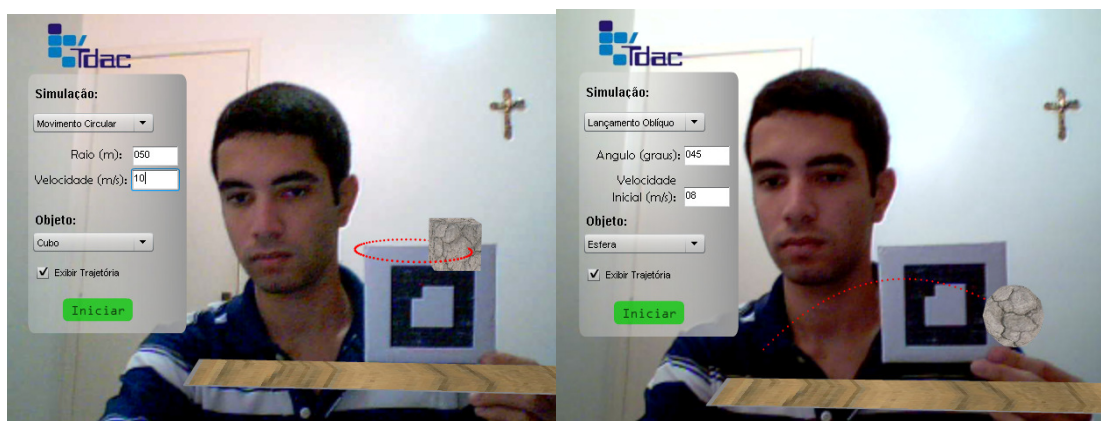 Tdac
Simulação:
Movimento Circular
Raio (m): 050
Velocidade (m/s): 10
Objeto:
Cubo
Exibir Trajetória
Iniciar
Tdac
Simulação:
Lançamento Oblíquo
Angulo (graus): 045
Velocidade
Inicial (m/s): 08
Objeto:
Esfera
Exibir Trajetória
Iniciar